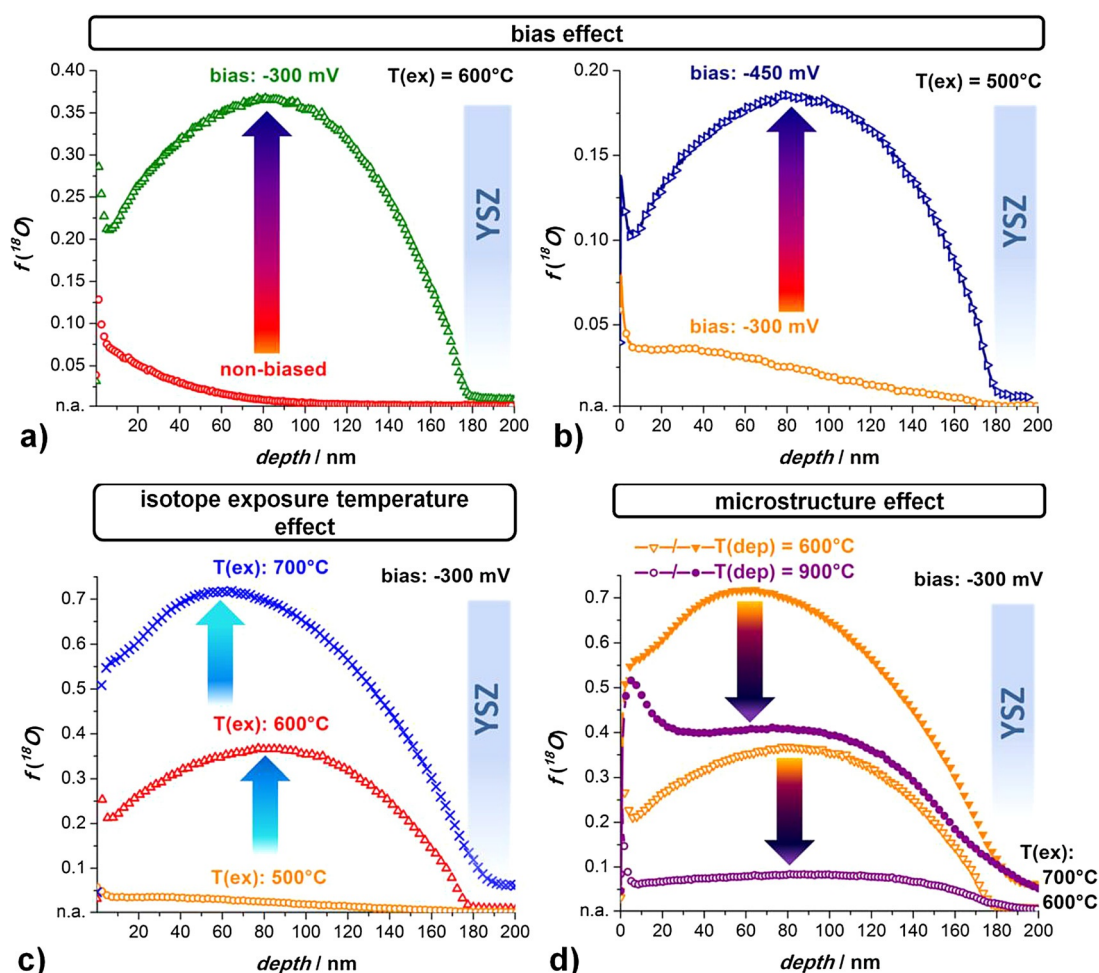 bias effect
bias: -300 mV
T(ex) = 600°C
0.40
0.35
0.30
0.25
0.20
0.15
0.10
0.05
n.a.
f (¹⁸O)
non-biased
YSZ
0 20 40 60 80 100 120 140 160 180 200
depth / nm
a)
bias: -450 mV
T(ex) = 500°C
0.20
0.15
0.10
0.05
n.a.
f (¹⁸O)
bias: -300 mV
YSZ
0 20 40 60 80 100 120 140 160 180 200
depth / nm
b)
isotope exposure temperature
effect
T(ex): 700°C
bias: -300 mV
0.7
0.6
0.5
0.4
0.3
0.2
0.1
n.a.
f (¹⁸O)
T(ex): 600°C
T(ex): 500°C
YSZ
0 20 40 60 80 100 120 140 160 180 200
depth / nm
c)
microstructure effect
T(dep) = 600°C
T(dep) = 900°C
bias: -300 mV
0.7
0.6
0.5
0.4
0.3
0.2
0.1
n.a.
f (¹⁸O)
YSZ
T(ex):
700°C
600°C
0 20 40 60 80 100 120 140 160 180 200
depth / nm
d)